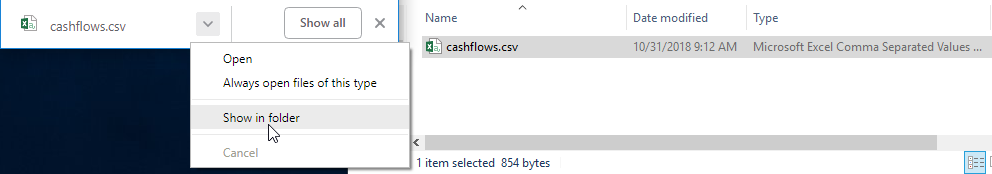 cashflows.csv
Show all
Open
Always open files of this type
Show in folder
Cancel
Name Date modified Type
cashflows.csv 10/31/2018 9:12 AM Microsoft Excel Comma Separated Values ...
1 item selected 854 bytes